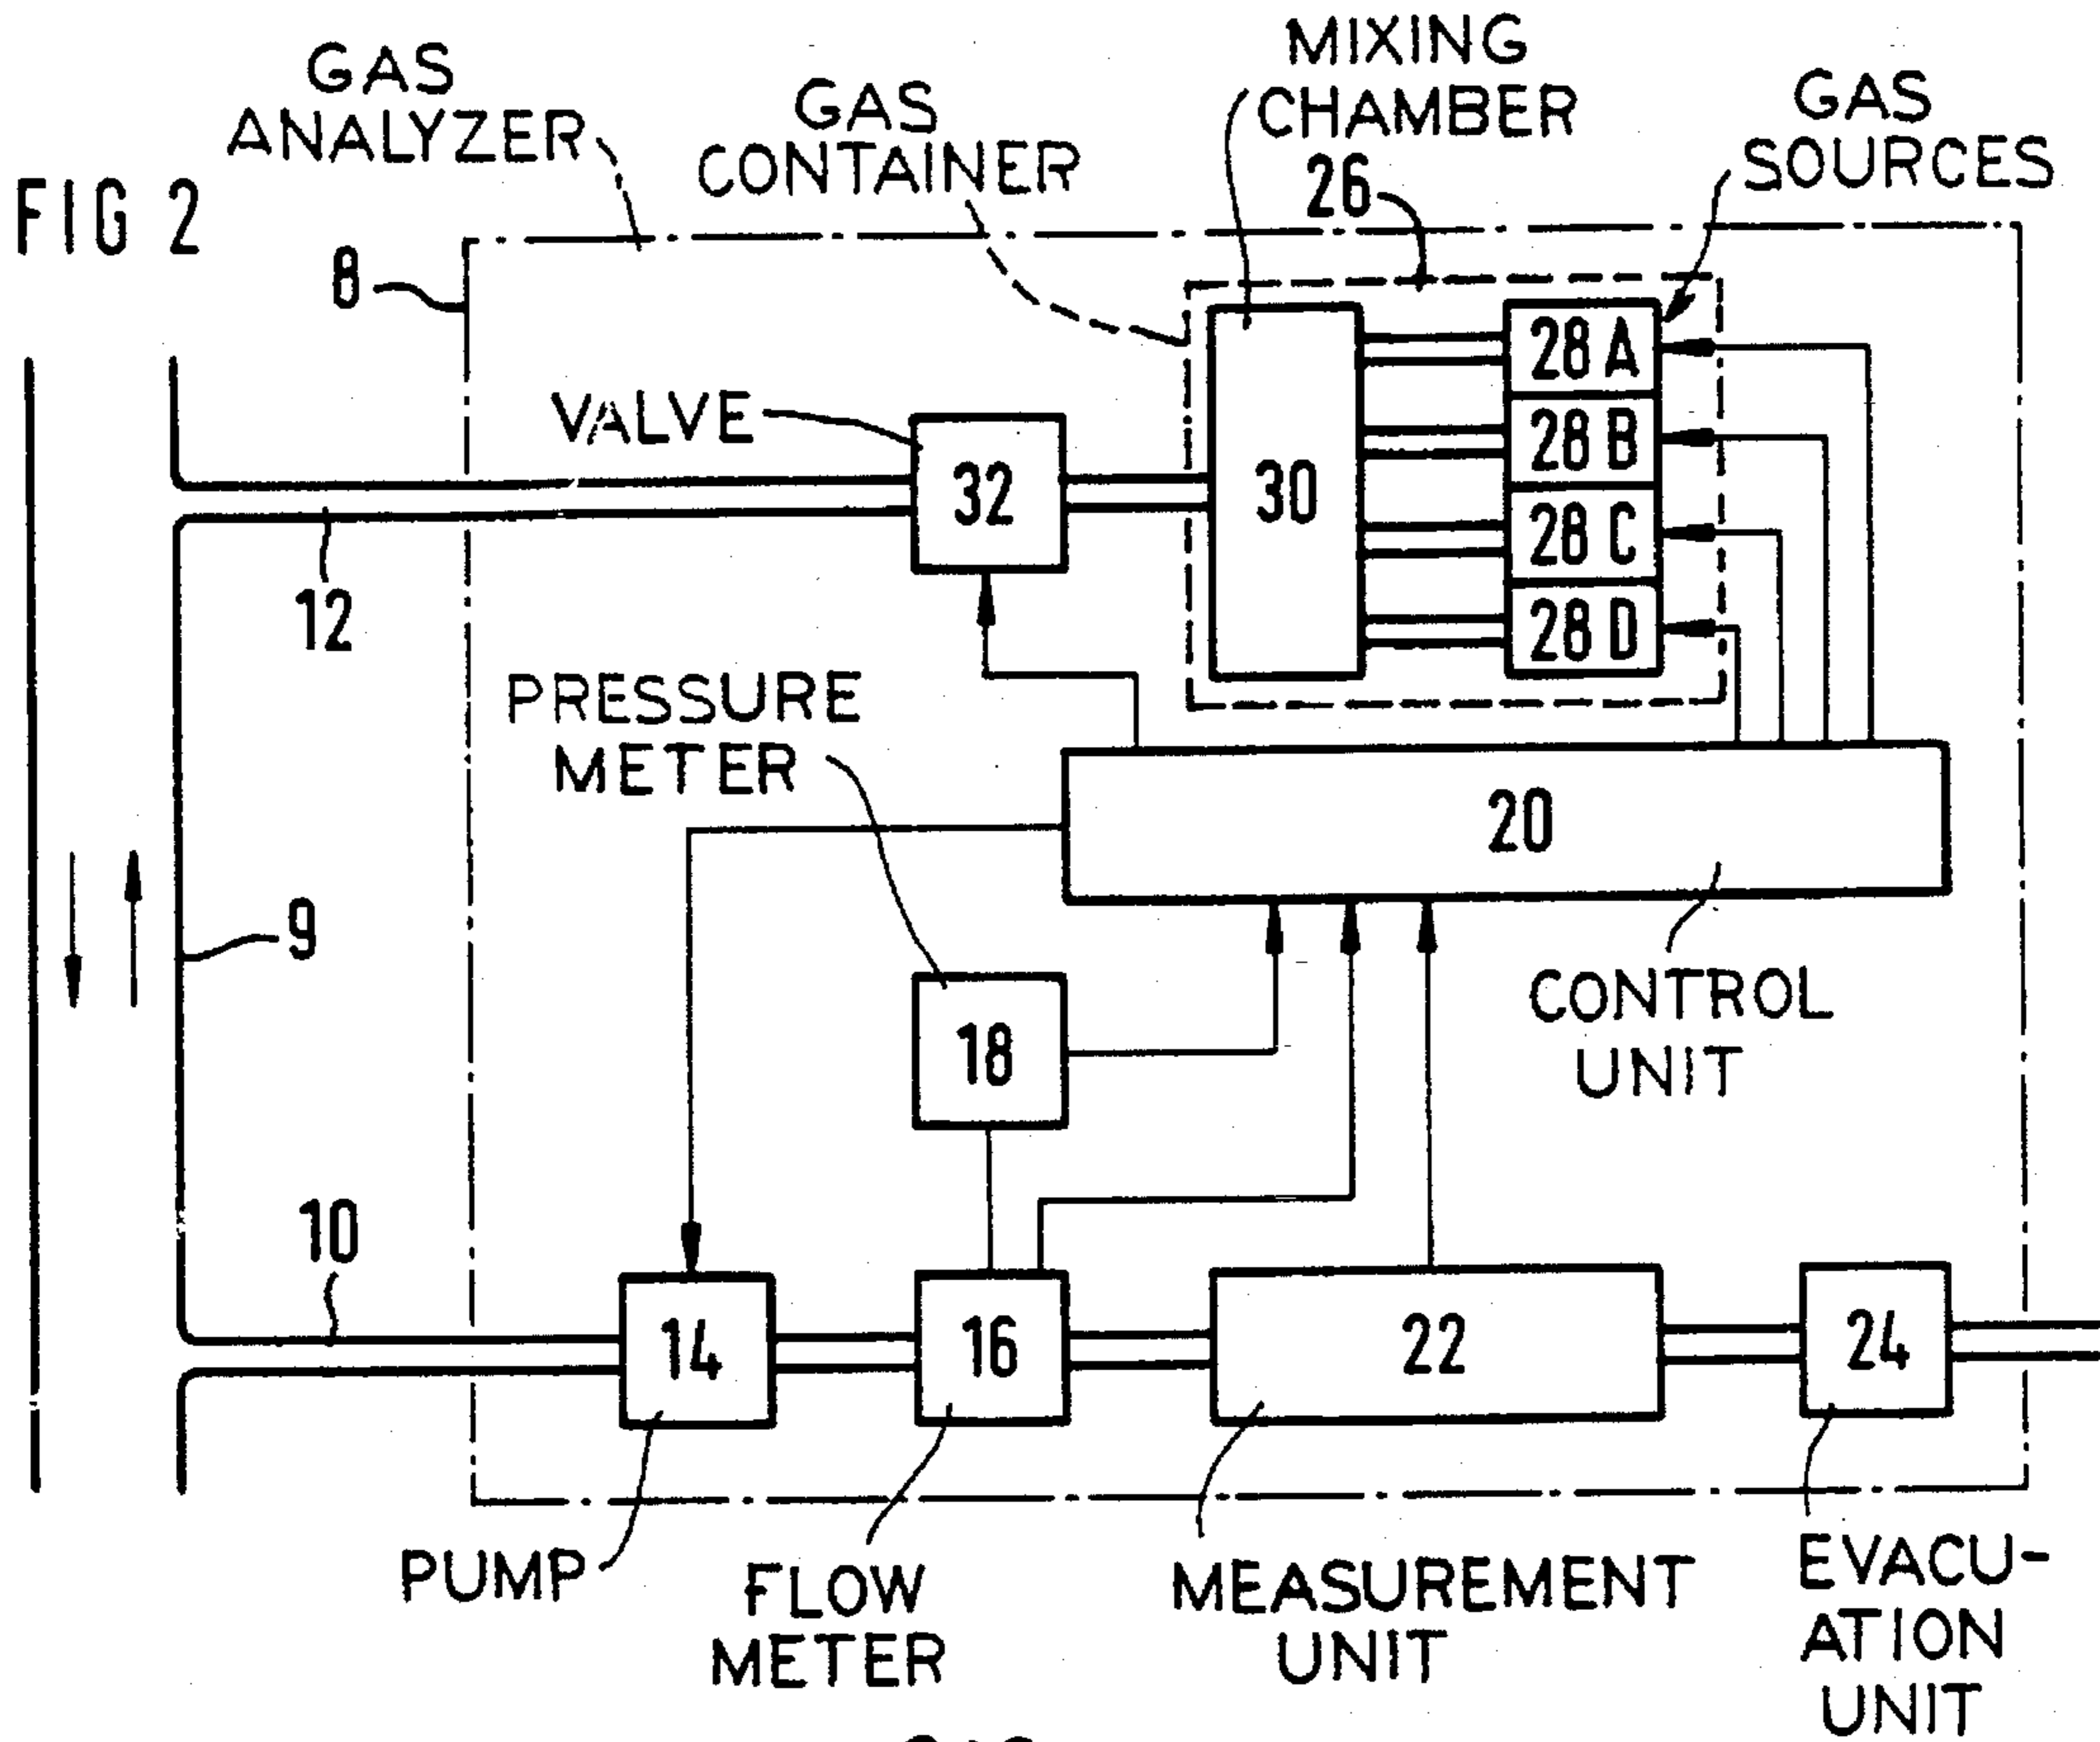 FIG 2
GAS
ANALYZER
GAS
CONTAINER
MIXING
CHAMBER
GAS
SOURCES
26
8
28 A
28 B
28 C
28 D
VALVE
32
30
12
PRESSURE
METER
20
9
18
CONTROL
UNIT
10
14
16
22
24
PUMP
FLOW
METER
MEASUREMENT
UNIT
EVACU-
ATION
UNIT